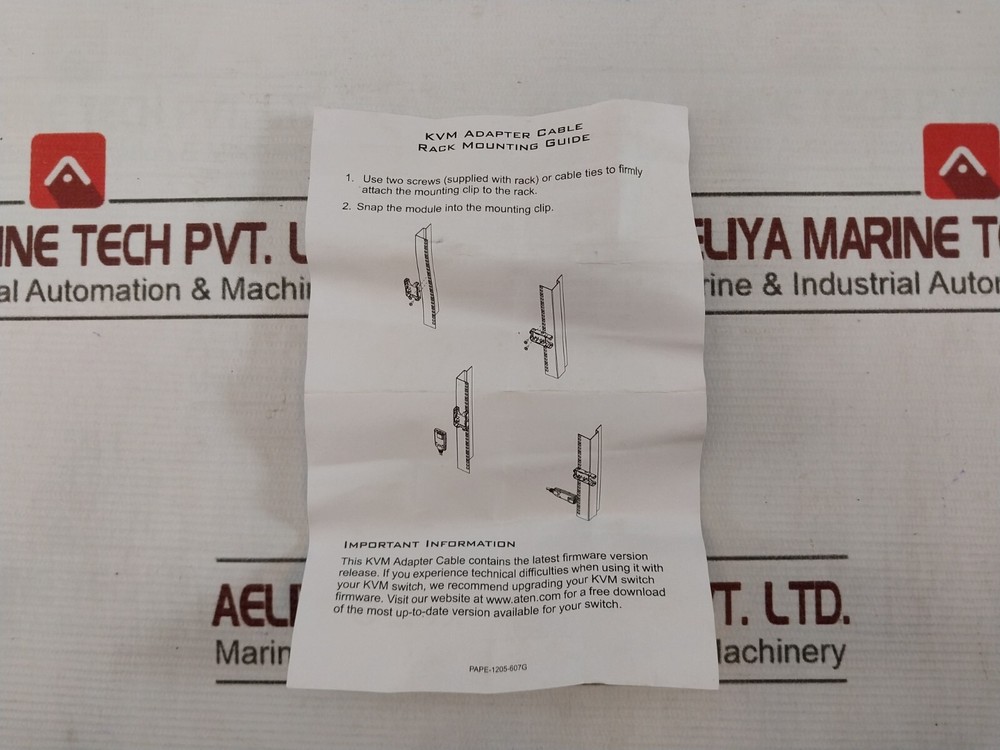 KVM ADAPTER CABLE
RACK MOUNTING GUIDE
1. Use two screws (supplied with rack) or cable ties to firmly
attach the mounting clip to the rack.
2. Snap the module into the mounting clip.
INE TECH PVT. L
al Automation & Machi
ELIYA MARINE T
rine & Industrial Autor
IMPORTANT INFORMATION
This KVM Adapter Cable contains the latest firmware version
release. If you experience technical difficulties when using it with
your KVM switch, we recommend upgrading your KVM switch
firmware. Visit our website at www.aten.com for a free download
of the most up-to-date version available for your switch.
AEL
T. LTD.
Marin
achinery
PAPE-1205-607G